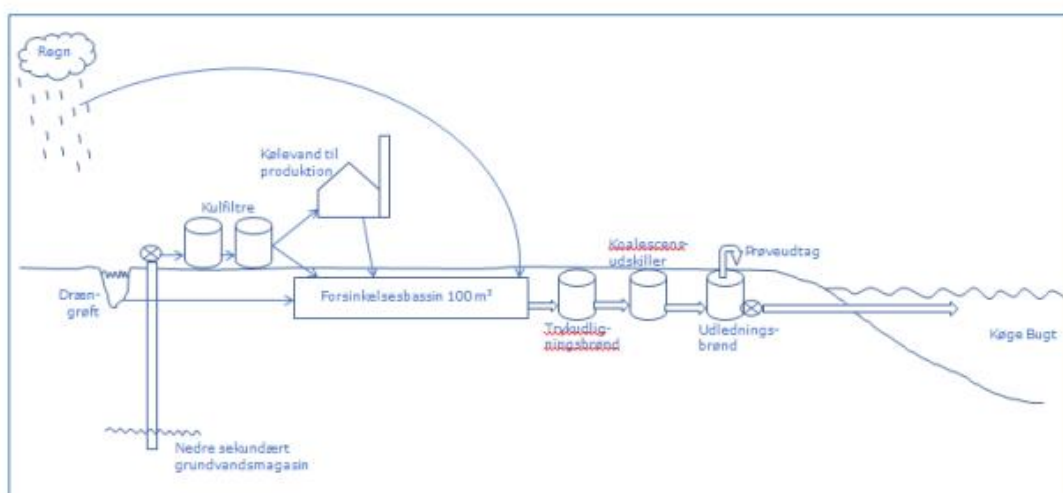 Regn
Kølevand til
produktion
Kulfiltre
Koalescens-
udskiller
Prøveudtag
Dræn-
grøft
Forsinkelsesbassin 100 m³
Trykudlig-
ningsbrønd
Udlednings-
brønd
Køge Bugt
Nedre sekundært
grundvandsmagasin